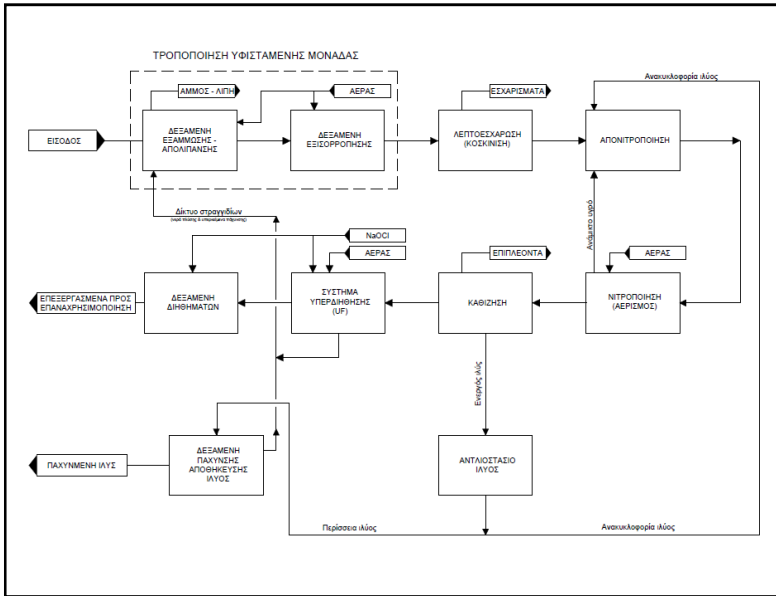 ΤΡΟΠΟΠΟΙΗΣΗ ΥΦΙΣΤΑΜΕΝΗΣ ΜΟΝΑΔΑΣ
Ανακυκλοφορία ιλύος
ΑΜΜΟΣ - ΛΙΠΗ
ΑΕΡΑΣ
ΕΣΧΑΡΙΣΜΑΤΑ
ΕΙΣΟΔΟΣ
ΔΕΞΑΜΕΝΗ
ΕΞΑΜΜΩΣΗΣ -
ΑΠΟΛΙΠΑΝΣΗΣ
ΔΕΞΑΜΕΝΗ
ΕΞΙΣΟΡΡΟΠΗΣΗΣ
ΛΕΠΤΟΕΣΧΑΡΩΣΗ
(ΚΟΣΚΙΝΙΣΗ)
ΑΠΟΝΙΤΡΟΠΟΙΗΣΗ
Δίκτυο στραγγιδίων
Ανάμικτο υγρό
NaOCl
ΑΕΡΑΣ
ΕΠΙΠΛΕΟΝΤΑ
ΑΕΡΑΣ
ΕΠΕΞΕΡΓΑΣΜΕΝΑ ΠΡΟΣ
ΕΠΑΝΑΧΡΗΣΙΜΟΠΟΙΗΣΗ
ΔΕΞΑΜΕΝΗ
ΔΙΗΘΗΜΑΤΩΝ
ΣΥΣΤΗΜΑ
ΥΠΕΡΔΙΗΘΗΣΗΣ
(UF)
ΚΑΘΙΖΗΣΗ
ΝΙΤΡΟΠΟΙΗΣΗ
(ΑΕΡΙΣΜΟΣ)
Ενεργός ιλύς
ΠΑΧΥΝΜΕΝΗ ΙΛΥΣ
ΔΕΞΑΜΕΝΗ
ΠΑΧΥΝΣΗΣ
ΑΠΟΘΗΚΕΥΣΗΣ
ΙΛΥΟΣ
ΑΝΤΛΙΟΣΤΑΣΙΟ
ΙΛΥΟΣ
Περίσσεια ιλύος
Ανακυκλοφορία ιλύος